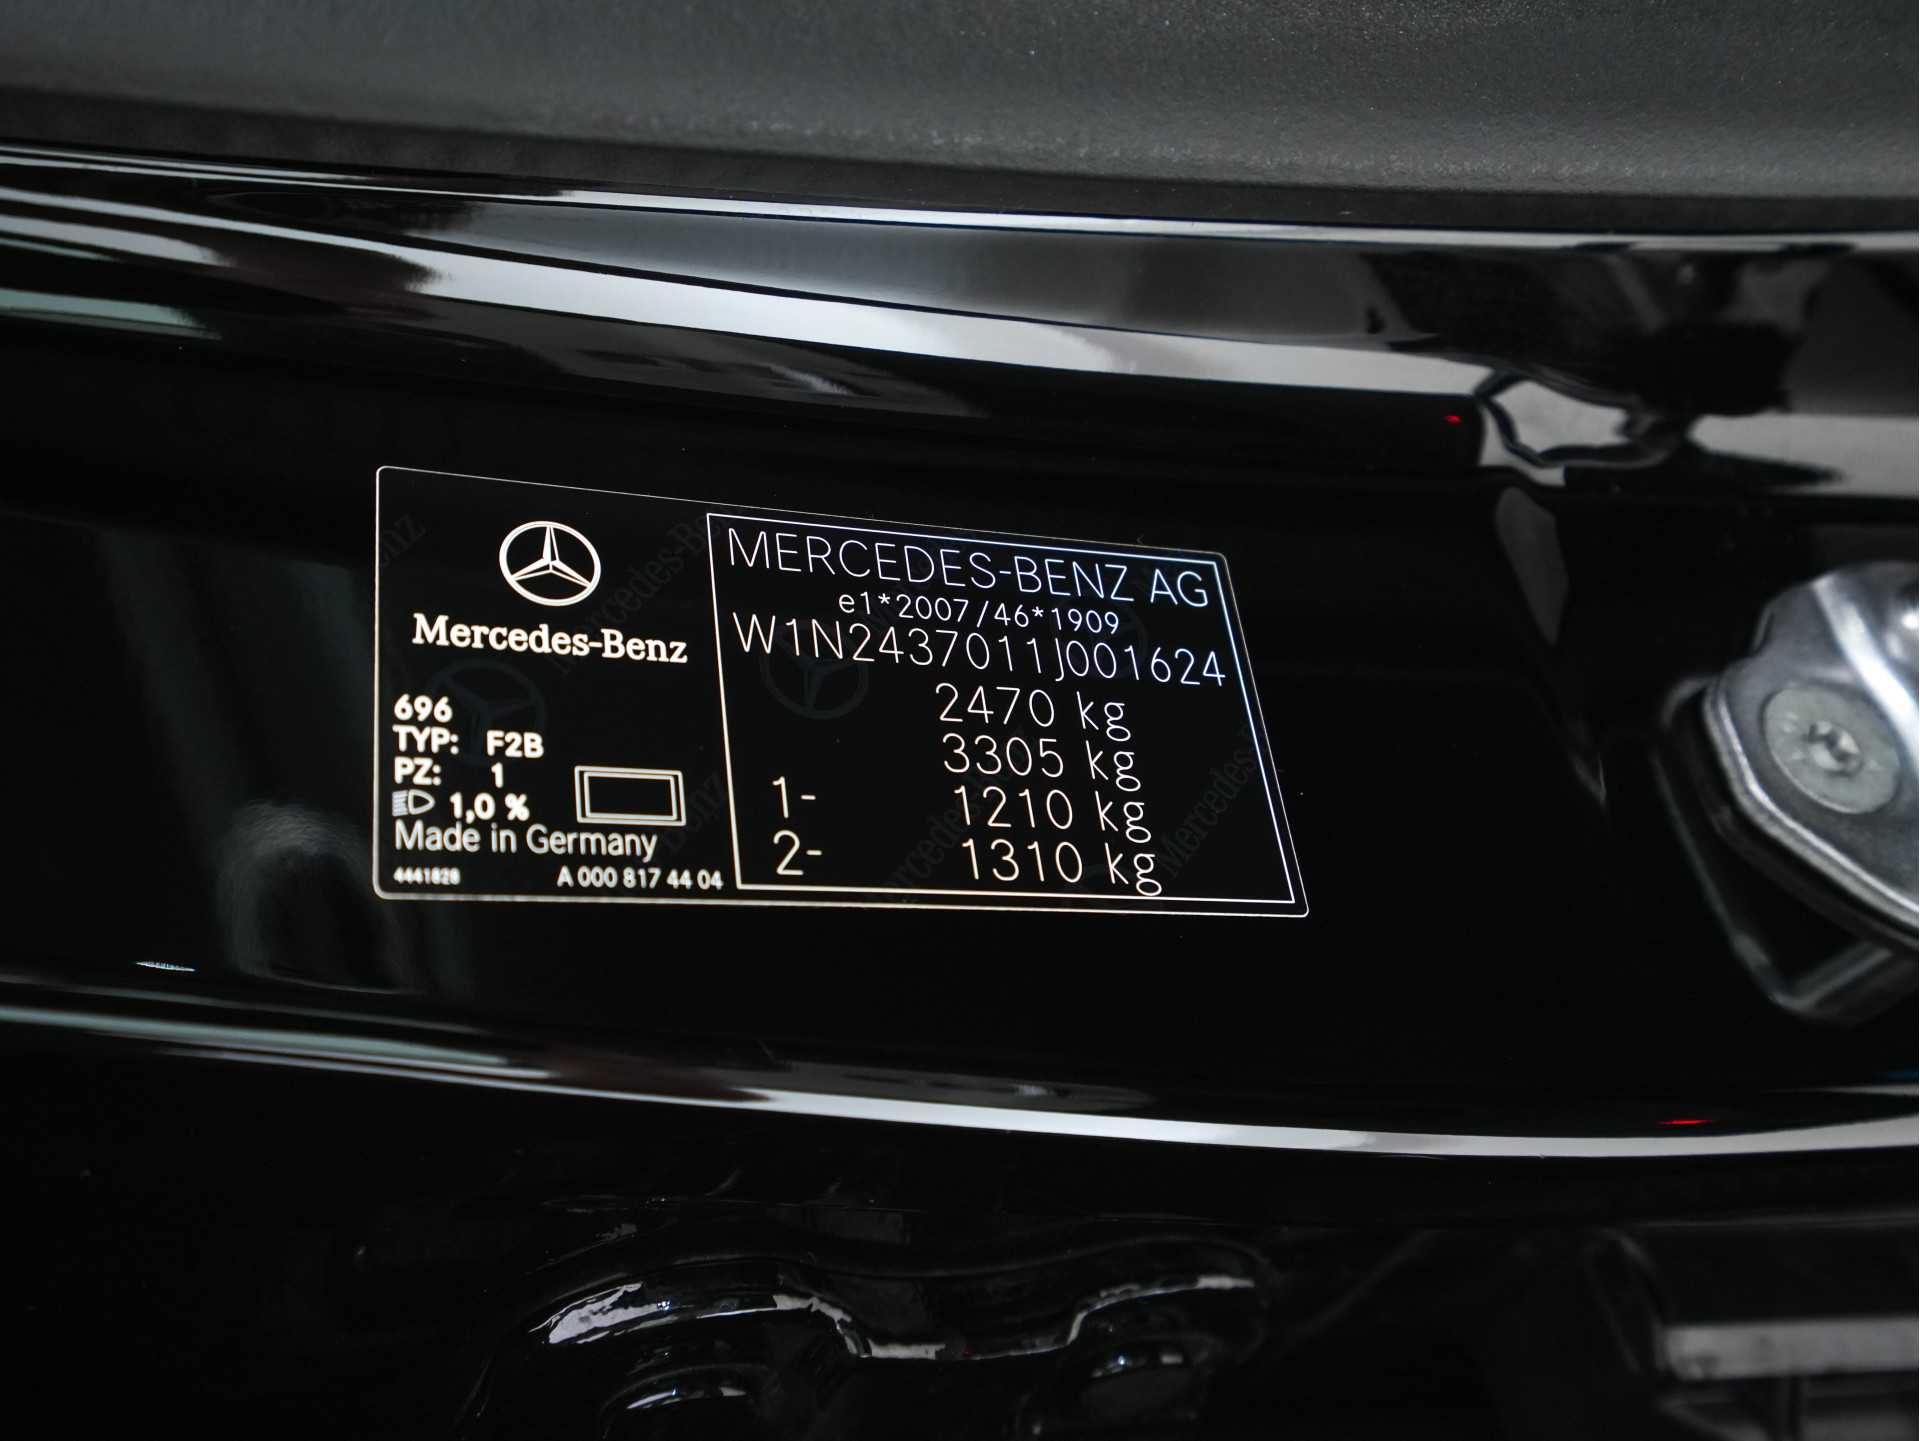 Mercedes-Benz
696
TYP: F2B
PZ: 1
1,0 %
Made in Germany
4441828
A 000 817 44 04
MERCEDES-BENZ AG
e1*2007/46*1909
W1N2437011J001624
2470 kg
3305 kg
1- 1210 kg
2- 1310 kg